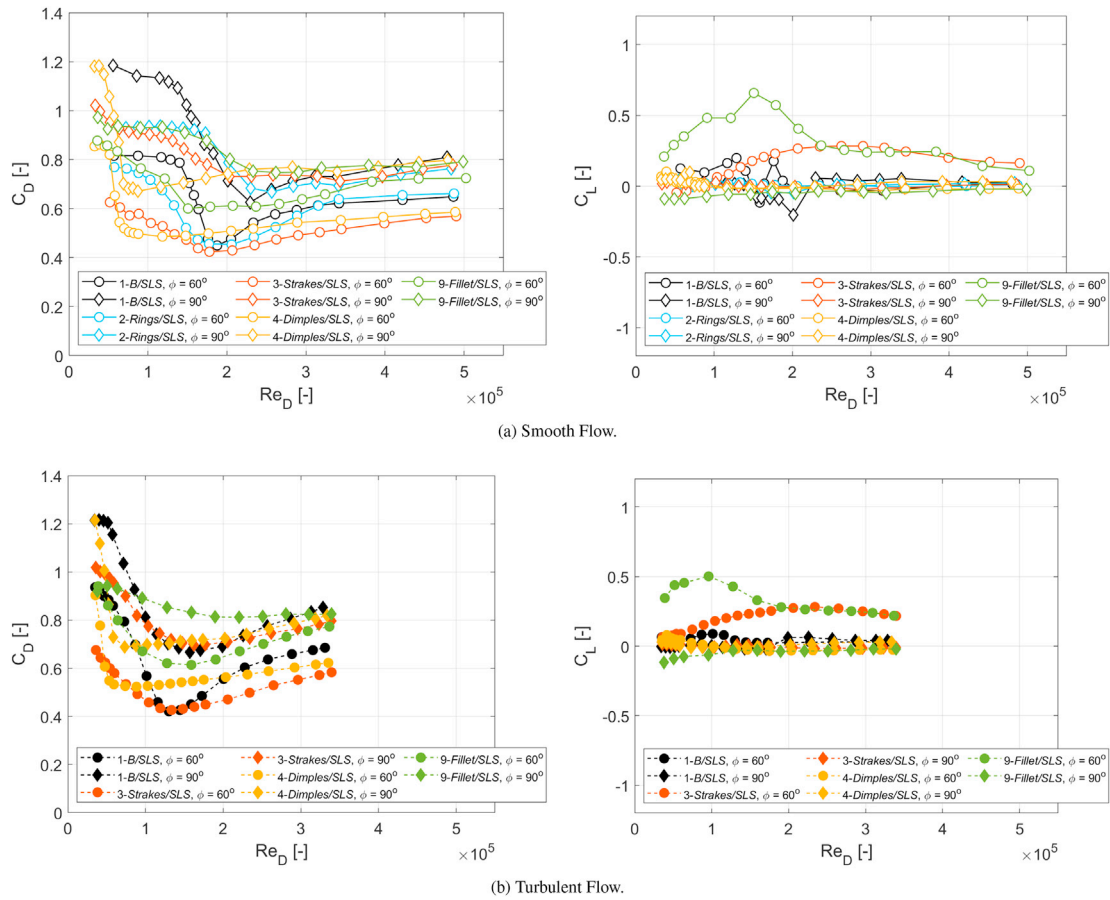 1.4
1.2
1
0.8
0.6
0.4
0.2
0
C_D [-]
1-B/SLS, ϕ = 60°
1-B/SLS, ϕ = 90°
2-Rings/SLS, ϕ = 60°
2-Rings/SLS, ϕ = 90°
3-Strakes/SLS, ϕ = 60°
3-Strakes/SLS, ϕ = 90°
4-Dimples/SLS, ϕ = 60°
4-Dimples/SLS, ϕ = 90°
9-Fillet/SLS, ϕ = 60°
9-Fillet/SLS, ϕ = 90°
0 1 2 3 4 5
Re_D [-]
×10^5
1
0.5
0
-0.5
-1
C_L [-]
1-B/SLS, ϕ = 60°
1-B/SLS, ϕ = 90°
2-Rings/SLS, ϕ = 60°
2-Rings/SLS, ϕ = 90°
3-Strakes/SLS, ϕ = 60°
3-Strakes/SLS, ϕ = 90°
4-Dimples/SLS, ϕ = 60°
4-Dimples/SLS, ϕ = 90°
9-Fillet/SLS, ϕ = 60°
9-Fillet/SLS, ϕ = 90°
0 1 2 3 4 5
Re_D [-]
×10^5
(a) Smooth Flow.
1.4
1.2
1
0.8
0.6
0.4
0.2
0
C_D [-]
1-B/SLS, ϕ = 60°
1-B/SLS, ϕ = 90°
3-Strakes/SLS, ϕ = 60°
3-Strakes/SLS, ϕ = 90°
4-Dimples/SLS, ϕ = 60°
4-Dimples/SLS, ϕ = 90°
9-Fillet/SLS, ϕ = 60°
9-Fillet/SLS, ϕ = 90°
0 1 2 3 4 5
Re_D [-]
×10^5
1
0.5
0
-0.5
-1
C_L [-]
1-B/SLS, ϕ = 60°
1-B/SLS, ϕ = 90°
3-Strakes/SLS, ϕ = 60°
3-Strakes/SLS, ϕ = 90°
4-Dimples/SLS, ϕ = 60°
4-Dimples/SLS, ϕ = 90°
9-Fillet/SLS, ϕ = 60°
9-Fillet/SLS, ϕ = 90°
0 1 2 3 4 5
Re_D [-]
×10^5
(b) Turbulent Flow.